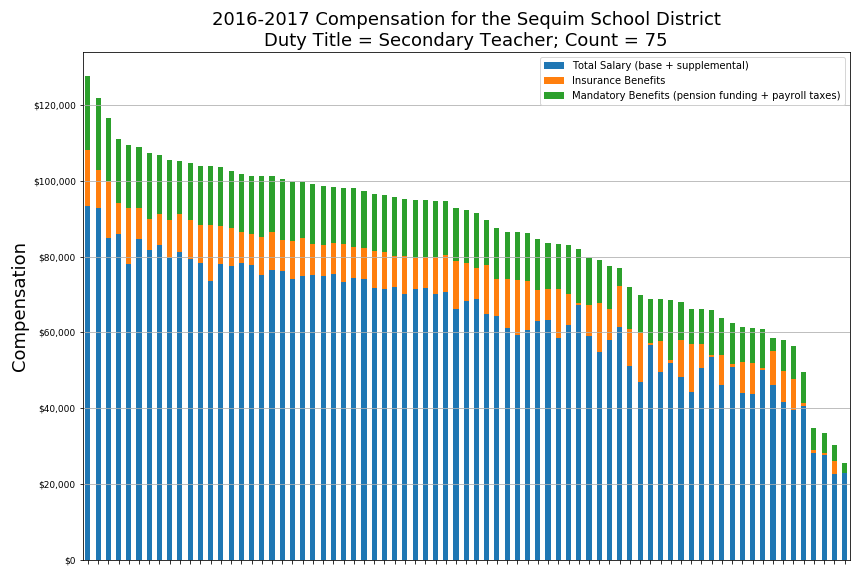 2016-2017 Compensation for the Sequim School District
Duty Title = Secondary Teacher; Count = 75
Total Salary (base + supplemental)
Insurance Benefits
Mandatory Benefits (pension funding + payroll taxes)
Compensation
$120,000
$100,000
$80,000
$60,000
$40,000
$20,000
$0